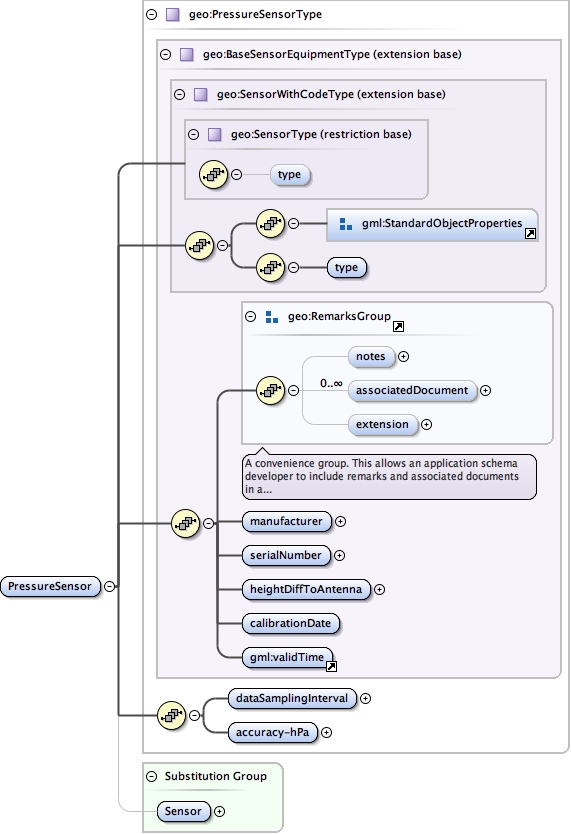 geo:PressureSensorType
geo:BaseSensorEquipmentType (extension base)
geo:SensorWithCodeType (extension base)
geo:SensorType (restriction base)
type
gml:StandardObjectProperties
type
geo:RemarksGroup
notes
0..∞
associatedDocument
extension
A convenience group. This allows an application schema
developer to include remarks and associated documents
in a...
manufacturer
serialNumber
heightDiffToAntenna
calibrationDate
gml:validTime
PressureSensor
dataSamplingInterval
accuracy-hPa
Substitution Group
Sensor